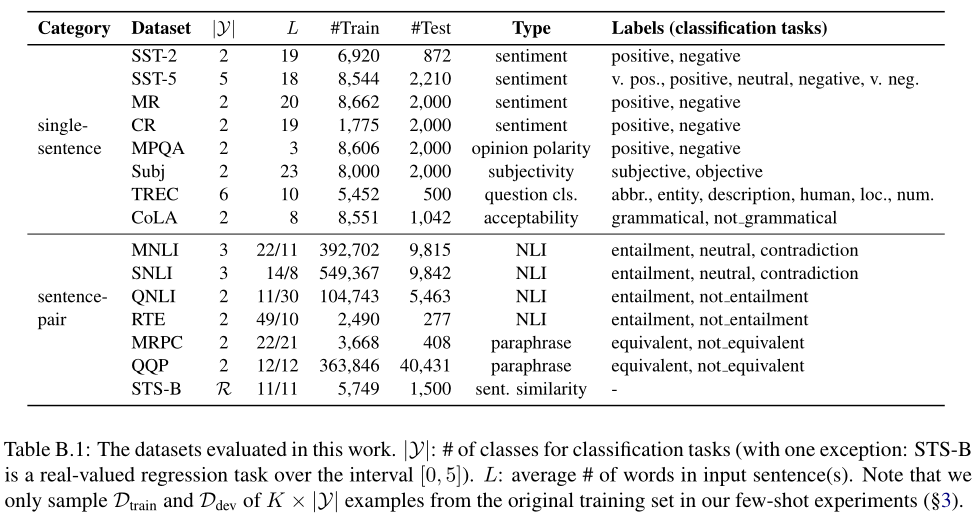 Category Dataset |𝒴| L #Train #Test Type Labels (classification tasks)
SST-2 2 19 6,920 872 sentiment positive, negative
SST-5 5 18 8,544 2,210 sentiment v. pos., positive, neutral, negative, v. neg.
MR 2 20 8,662 2,000 sentiment positive, negative
single- CR 2 19 1,775 2,000 sentiment positive, negative
sentence MPQA 2 3 8,606 2,000 opinion polarity positive, negative
Subj 2 23 8,000 2,000 subjectivity subjective, objective
TREC 6 10 5,452 500 question cls. abbr., entity, description, human, loc., num.
CoLA 2 8 8,551 1,042 acceptability grammatical, not_grammatical
MNLI 3 22/11 392,702 9,815 NLI entailment, neutral, contradiction
SNLI 3 14/8 549,367 9,842 NLI entailment, neutral, contradiction
sentence- QNLI 2 11/30 104,743 5,463 NLI entailment, not_entailment
pair RTE 2 49/10 2,490 277 NLI entailment, not_entailment
MRPC 2 22/21 3,668 408 paraphrase equivalent, not_equivalent
QQP 2 12/12 363,846 40,431 paraphrase equivalent, not_equivalent
STS-B ℛ 11/11 5,749 1,500 sent. similarity -
Table B.1: The datasets evaluated in this work. |𝒴|: # of classes for classification tasks (with one exception: STS-B
is a real-valued regression task over the interval [0, 5]). L: average # of words in input sentence(s). Note that we
only sample 𝒟train and 𝒟dev of K × |𝒴| examples from the original training set in our few-shot experiments (§3).